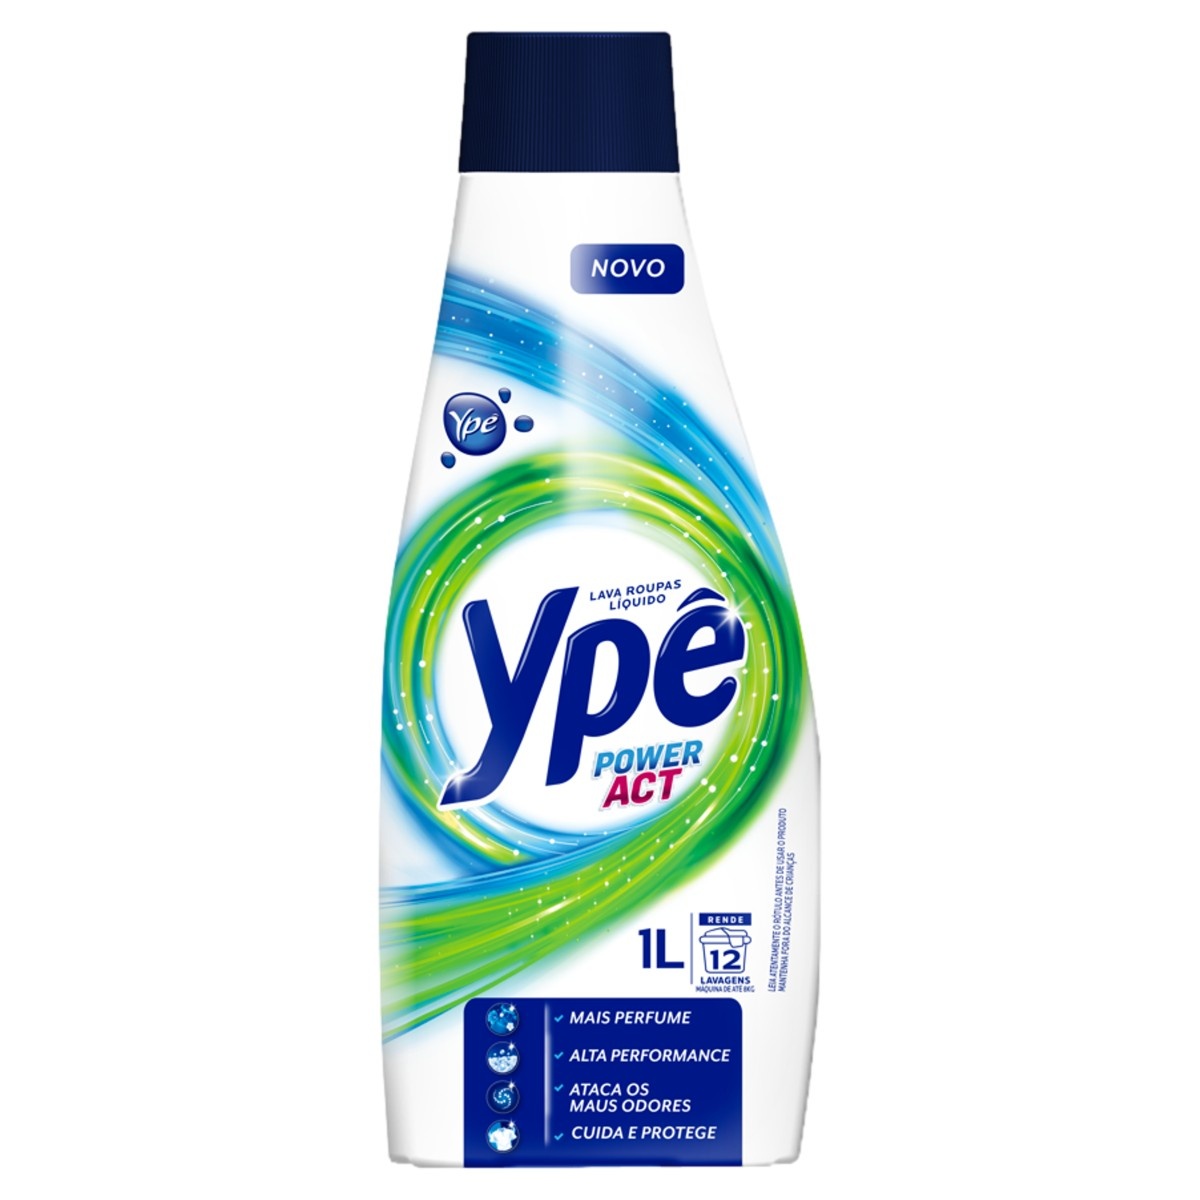 NOVO
Ypê
LAVA ROUPAS
LÍQUIDO
Ypê
POWER
ACT
1L
RENDE
12
LAVAGENS
MÁQUINA DE ATÉ 8KG
LEIA ATENTAMENTE O RÓTULO ANTES DE USAR O PRODUTO
MANTENHA FORA DO ALCANCE DE CRIANÇAS
MAIS PERFUME
ALTA PERFORMANCE
ATACA OS
MAUS ODORES
CUIDA E PROTEGE